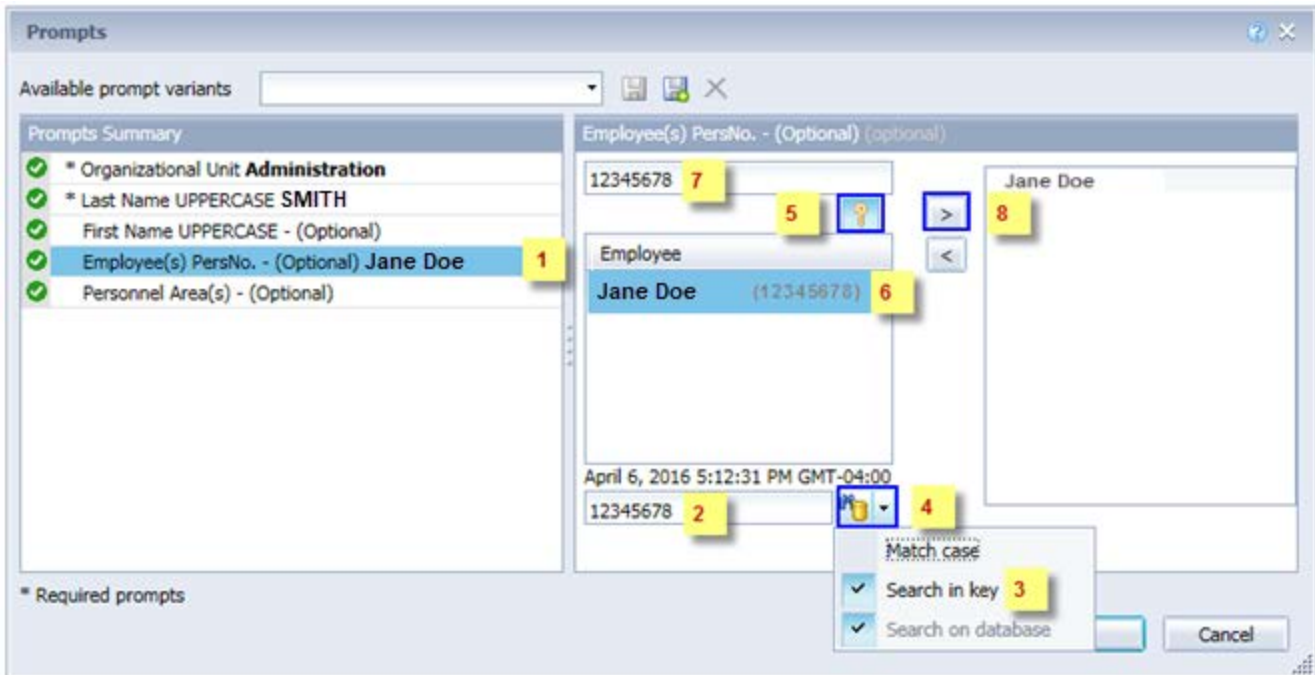 Prompts
Available prompt variants
Prompts Summary
* Organizational Unit Administration
* Last Name UPPERCASE SMITH
First Name UPPERCASE - (Optional)
Employee(s) PersNo. - (Optional) Jane Doe 1
Personnel Area(s) - (Optional)
* Required prompts
Employee(s) PersNo. - (Optional) (optional)
12345678 7
5
Employee
Jane Doe (12345678) 6
April 6, 2016 5:12:31 PM GMT-04:00
12345678 2
4
Match case
Search in key 3
Search on database
> 8
<
Jane Doe
Cancel